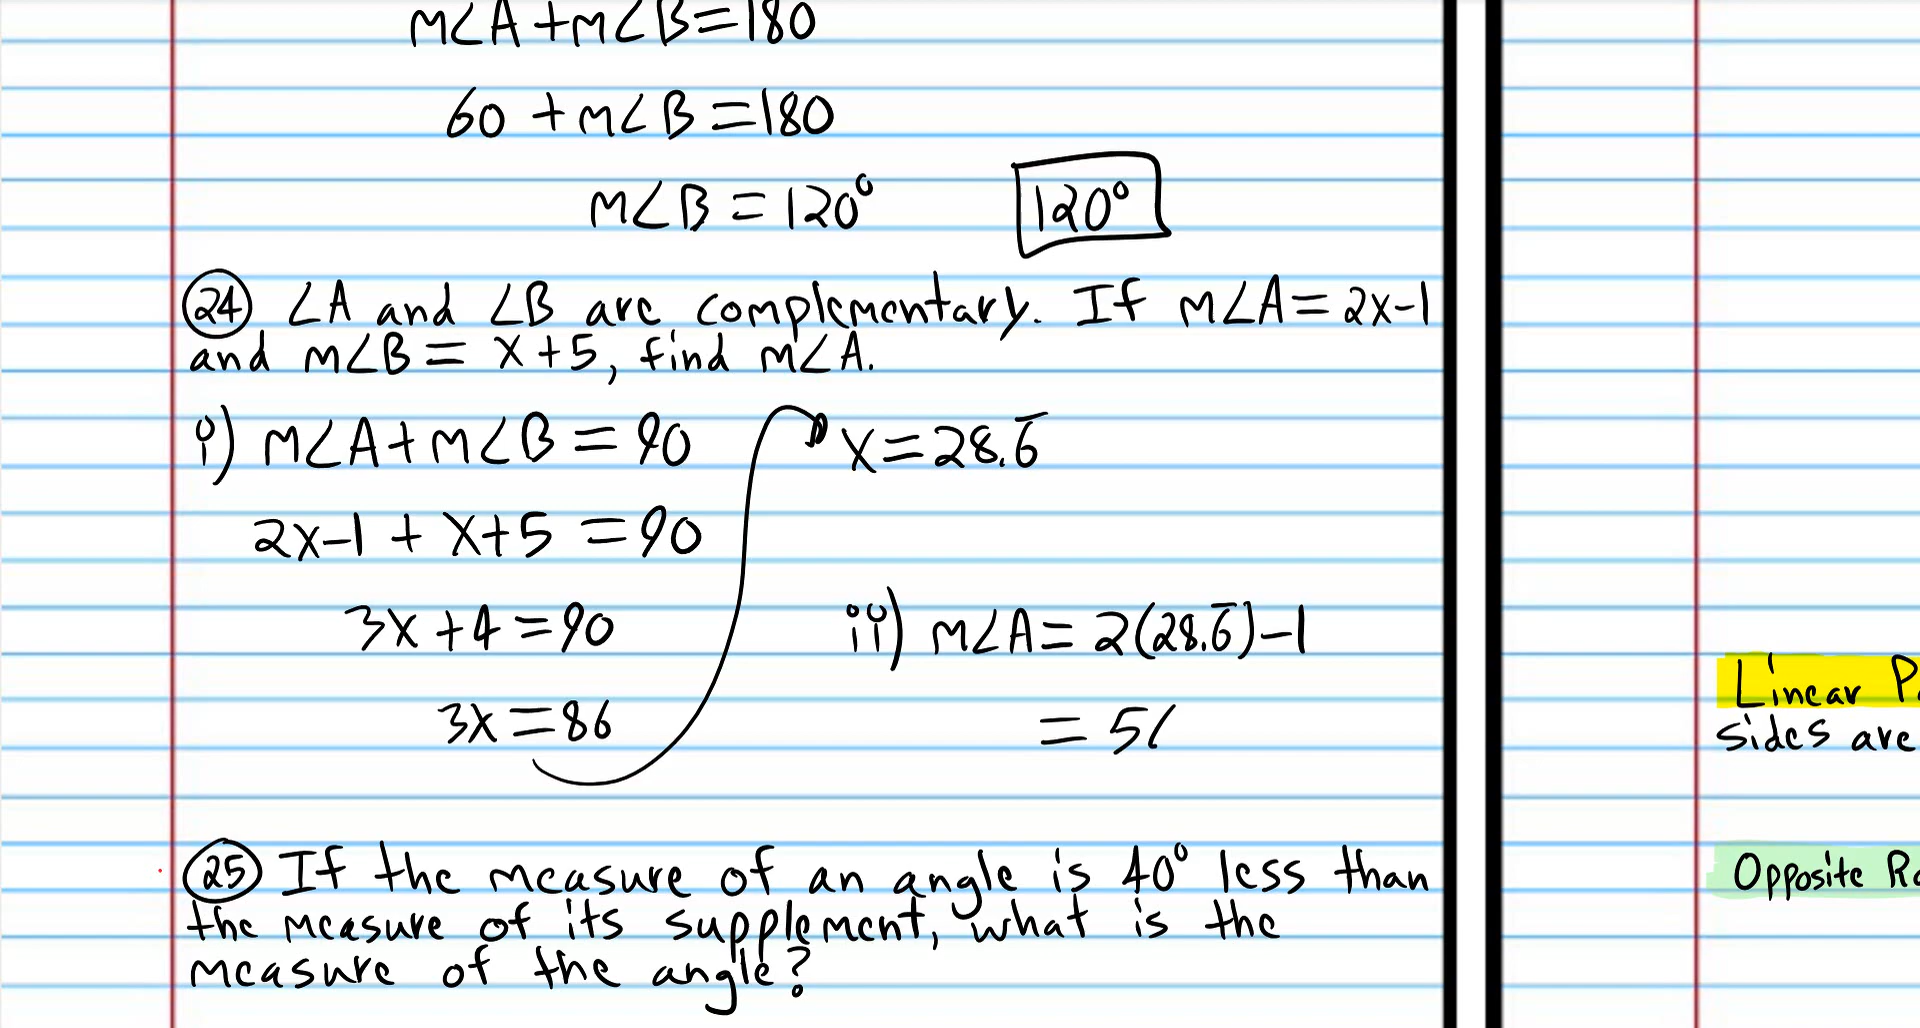 m∠A+m∠B=180
60+m∠B=180
m∠B=120°
120°
24 ∠A and ∠B are complementary. If m∠A=2x-1
and m∠B=x+5, find m∠A.
i) m∠A+m∠B=90
2x-1+x+5=90
3x+4=90
3x=86
x=28.6̅
ii) m∠A=2(28.6̅)-1
= 5
25 If the measure of an angle is 40° less than
the measure of its supplement, what is the
measure of the angle?
Linear
sides are
Opposite